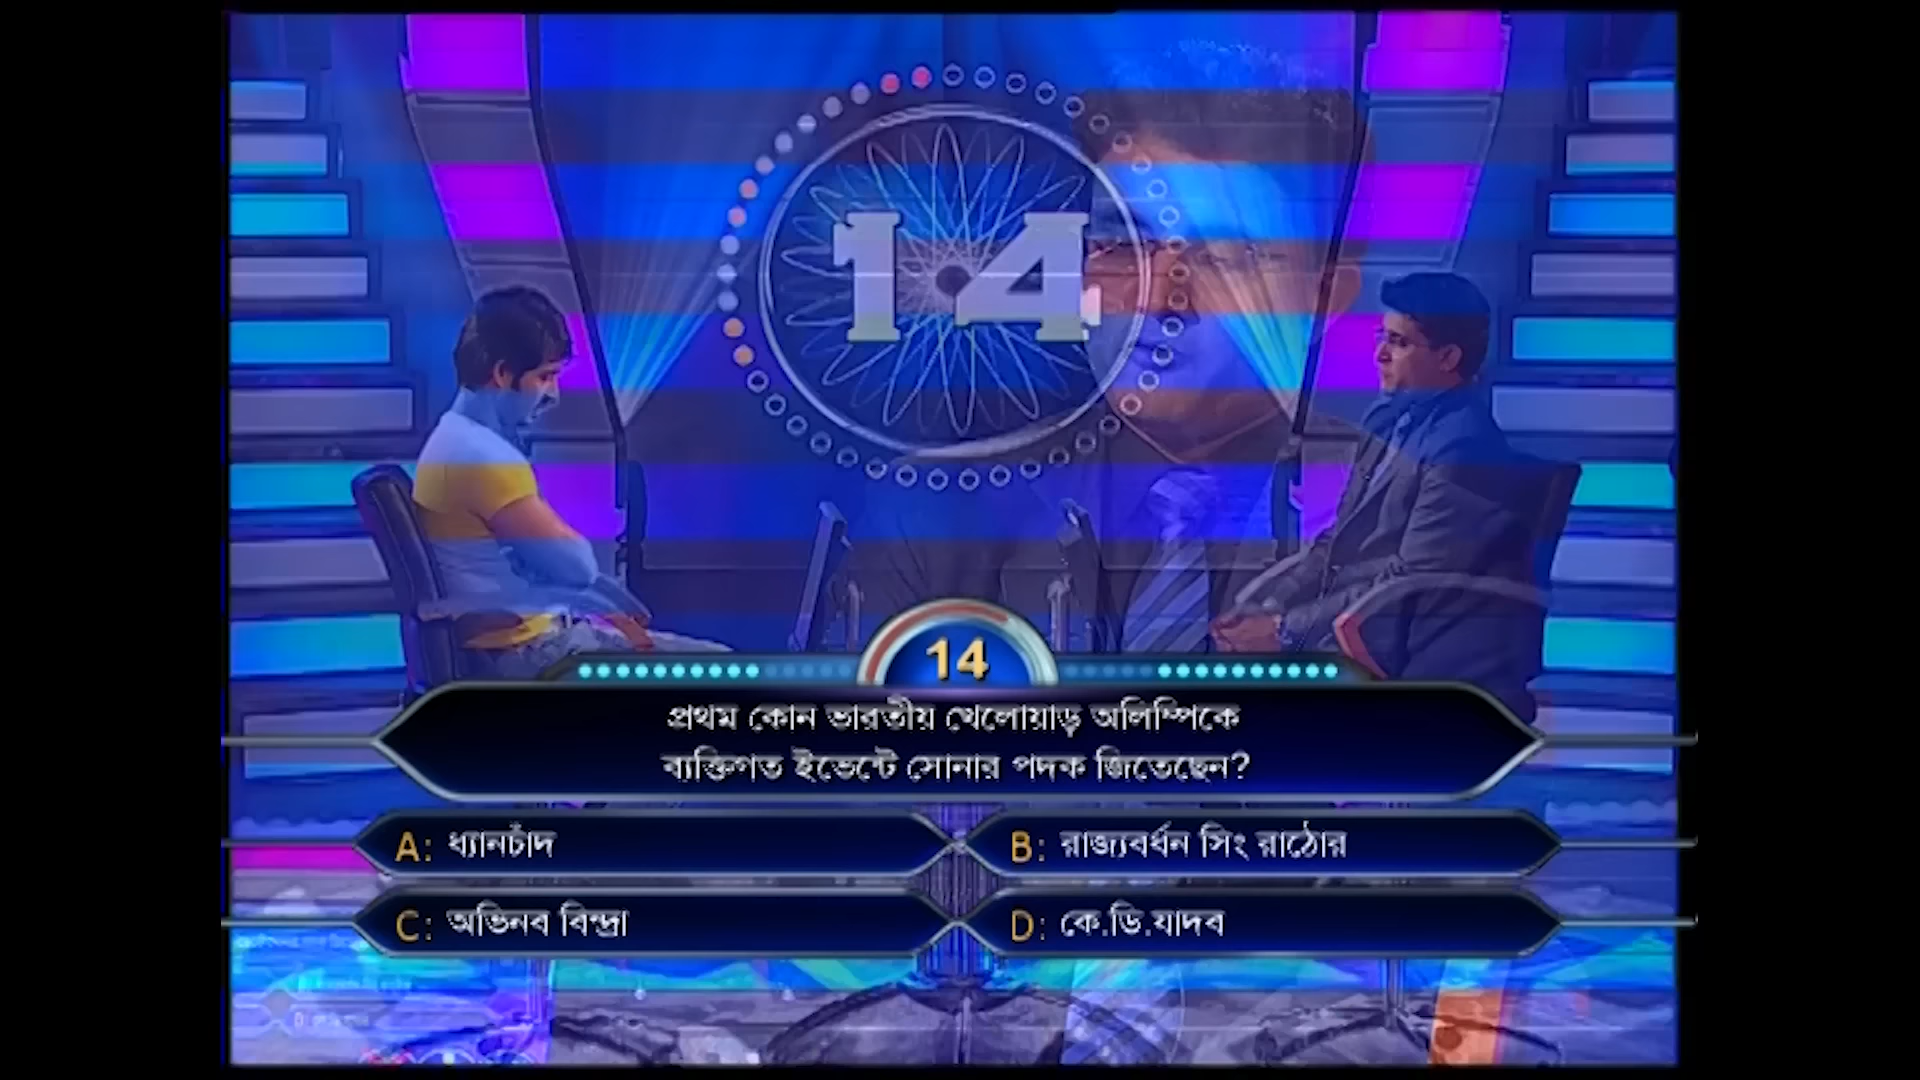 14
14
প্রথম কোন ভারতীয় খেলোয়াড় অলিম্পিকে
ব্যক্তিগত ইভেন্টে সোনার পদক জিতেছেন?
A: ধ্যানচাঁদ
B: রাজ্যবর্ধন সিং রাঠোর
C: অভিনব বিন্দ্রা
D: কে.ডি.যাদব